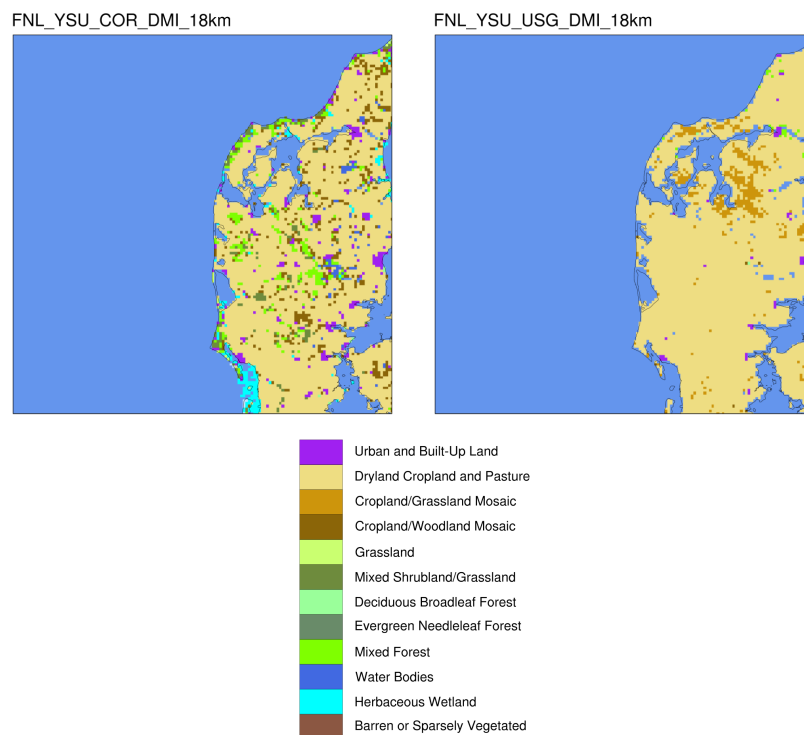 FNL_YSU_COR_DMI_18km
FNL_YSU_USG_DMI_18km
Urban and Built-Up Land
Dryland Cropland and Pasture
Cropland/Grassland Mosaic
Cropland/Woodland Mosaic
Grassland
Mixed Shrubland/Grassland
Deciduous Broadleaf Forest
Evergreen Needleleaf Forest
Mixed Forest
Water Bodies
Herbaceous Wetland
Barren or Sparsely Vegetated